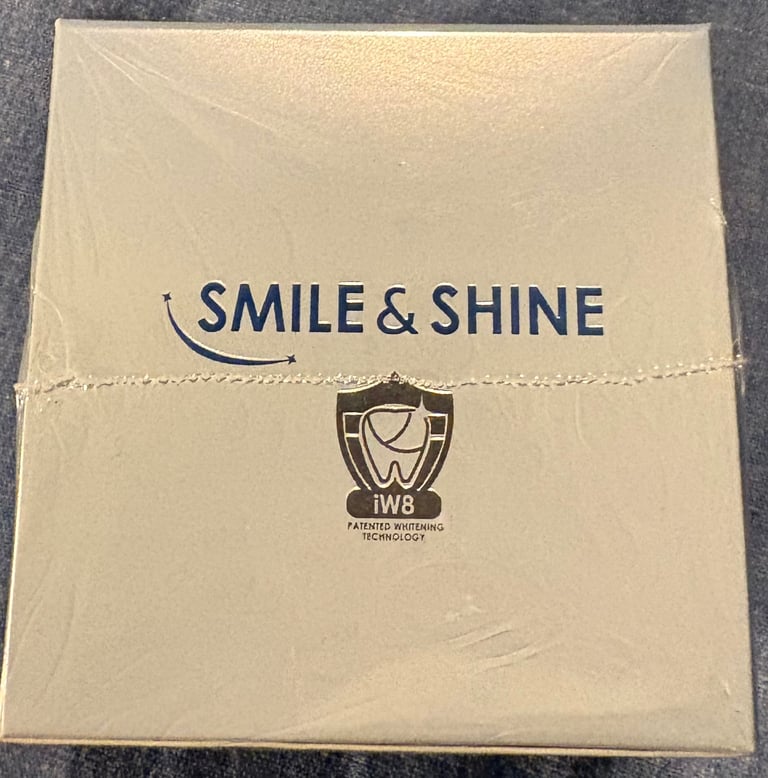 SMILE & SHINE
iW8
PATENTED WHITENING
TECHNOLOGY